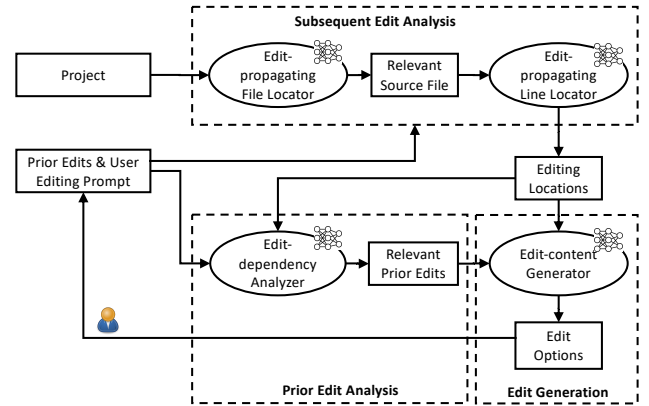 Subsequent Edit Analysis
Project
Edit-
propagating
File Locator
Relevant
Source File
Edit-
propagating
Line Locator
Prior Edits & User
Editing Prompt
Editing
Locations
Edit-
dependency
Analyzer
Relevant
Prior Edits
Edit-content
Generator
Edit
Options
Prior Edit Analysis
Edit Generation